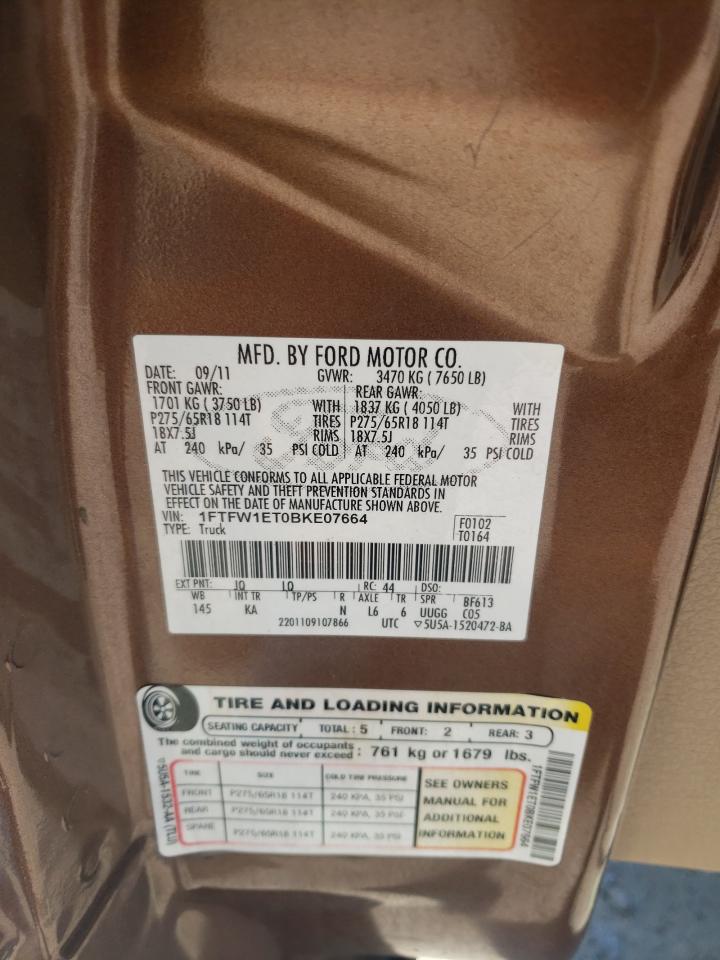 MFD. BY FORD MOTOR CO.
DATE: 09/11 GVWR: 3470 KG ( 7650 LB)
FRONT GAWR: REAR GAWR:
1701 KG ( 3750 LB) WITH 1837 KG ( 4050 LB) WITH
P275/65R18 114T TIRES P275/65R18 114T TIRES
18X7.5J RIMS 18X7.5J RIMS
AT 240 kPa/ 35 PSI COLD AT 240 kPa/ 35 PSI COLD
THIS VEHICLE CONFORMS TO ALL APPLICABLE FEDERAL MOTOR
VEHICLE SAFETY AND THEFT PREVENTION STANDARDS IN
EFFECT ON THE DATE OF MANUFACTURE SHOWN ABOVE.
VIN: 1FTFW1ET0BKE07664 F0102
TYPE: Truck T0164
EXT PNT: JQ LQ RC: 44 DSO:
WB INT TR TP/PS R AXLE TR SPR BF613
145 KA N L6 6 UUGG C05
2201109107866 UTC ▽5U5A-1520472-BA
TIRE AND LOADING INFORMATION
SEATING CAPACITY TOTAL: 5 FRONT: 2 REAR: 3
The combined weight of occupants
and cargo should never exceed : 761 kg or 1679 lbs.
TIRE SIZE COLD TIRE PRESSURE
FRONT P275/65R18 114T 240 KPA, 35 PSI
REAR P275/65R18 114T 240 KPA, 35 PSI
SPARE P275/65R18 114T 240 KPA, 35 PSI
SEE OWNERS
MANUAL FOR
ADDITIONAL
INFORMATION
▽5U5A-1532-AA (TLU)
1FTFW1ET0BKE07664